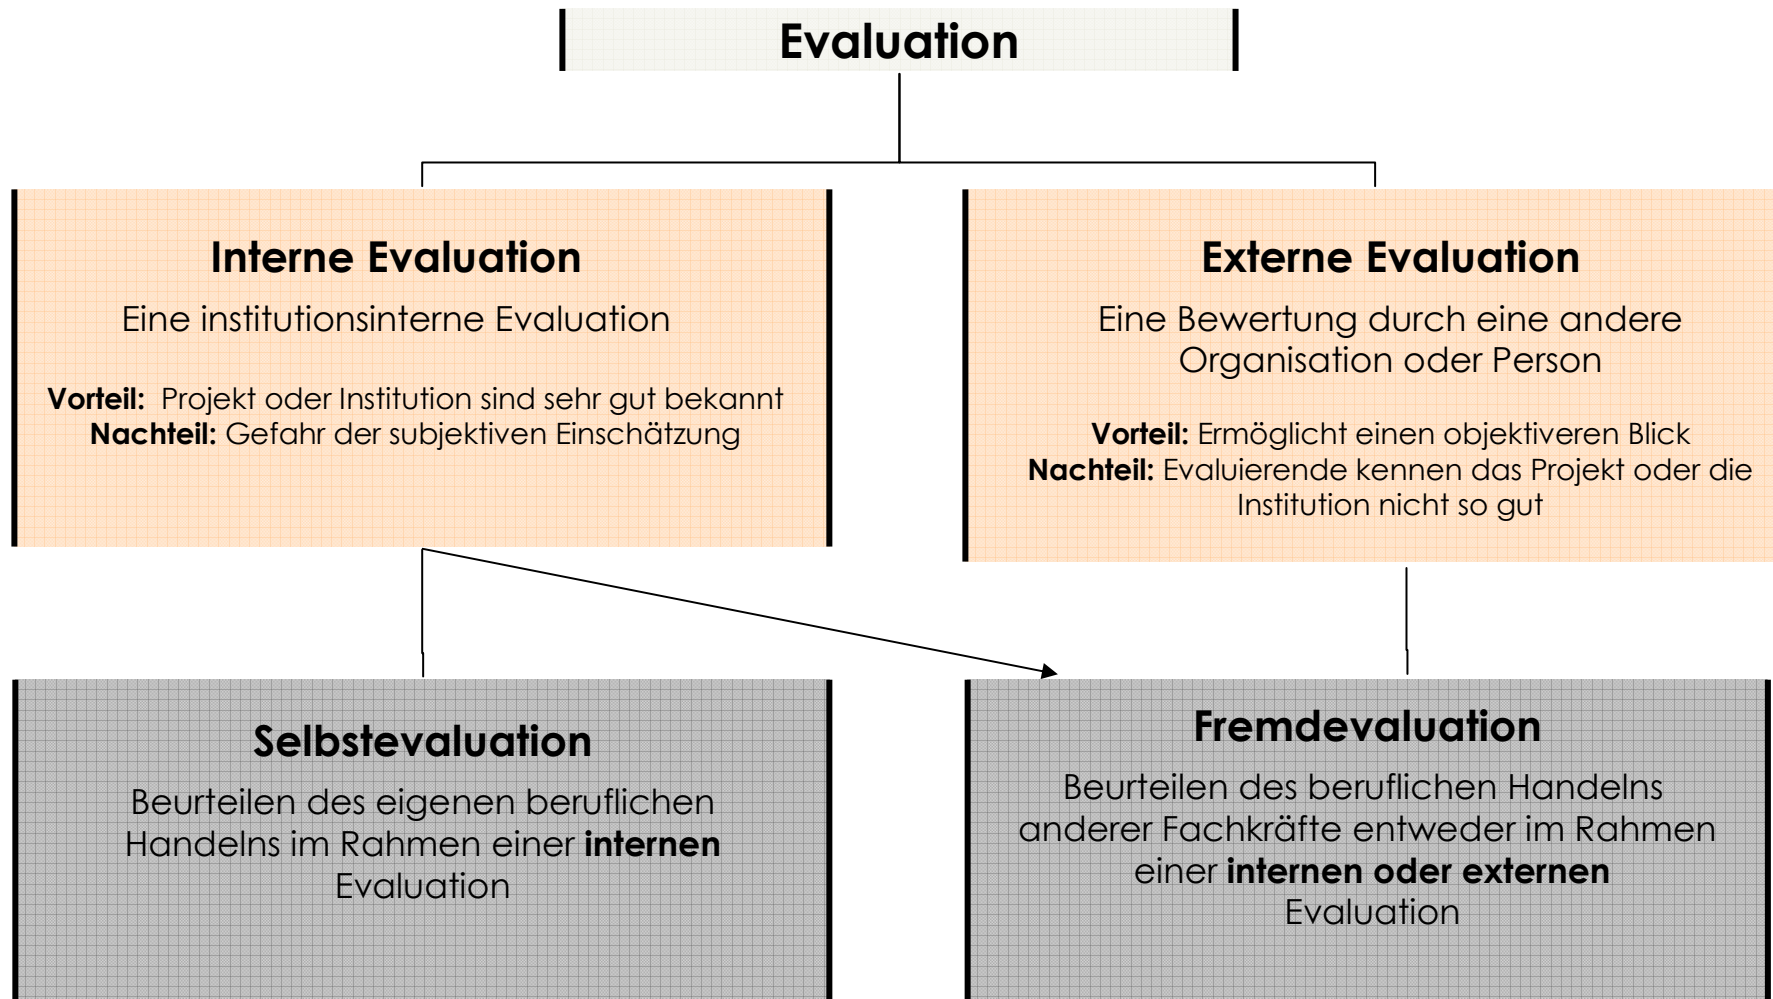 Evaluation
Interne Evaluation
Eine institutionsinterne Evaluation
Vorteil: Projekt oder Institution sind sehr gut bekannt
Nachteil: Gefahr der subjektiven Einschätzung
Externe Evaluation
Eine Bewertung durch eine andere
Organisation oder Person
Vorteil: Ermöglicht einen objektiveren Blick
Nachteil: Evaluierende kennen das Projekt oder die
Institution nicht so gut
Selbstevaluation
Beurteilen des eigenen beruflichen
Handelns im Rahmen einer internen
Evaluation
Fremdevaluation
Beurteilen des beruflichen Handelns
anderer Fachkräfte entweder im Rahmen
einer internen oder externen
Evaluation